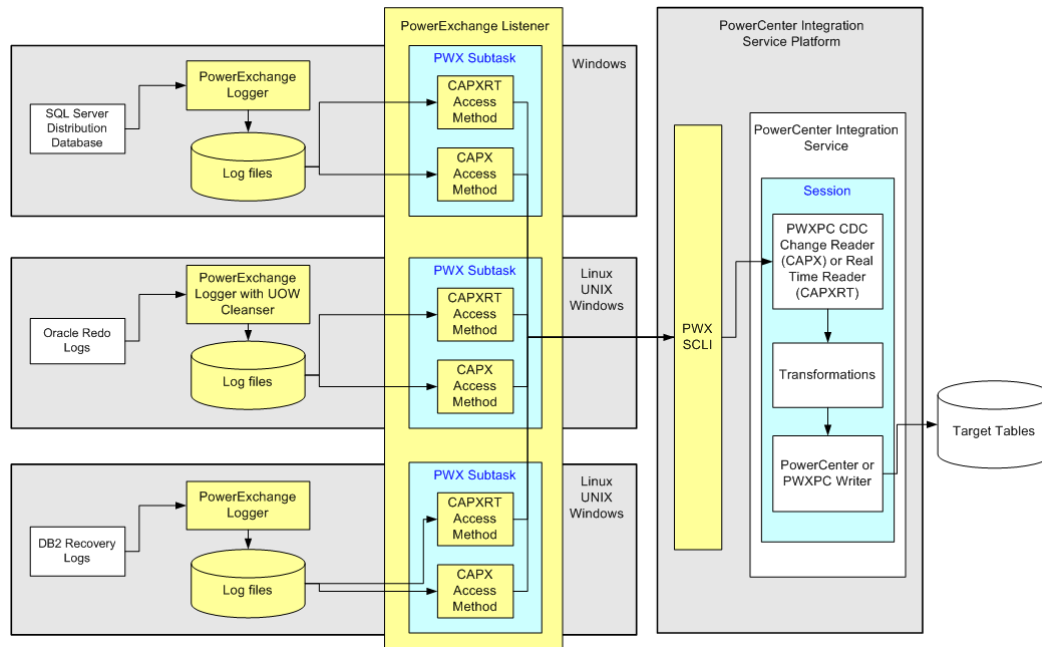 PowerExchange Listener
PowerCenter Integration
Service Platform
PWX Subtask
Windows
PowerExchange
Logger
CAPXRT
Access
Method
SQL Server
Distribution
Database
Log files
CAPX
Access
Method
PowerCenter Integration
Service
Session
PWXPC CDC
Change Reader
(CAPX) or Real
Time Reader
(CAPXRT)
PWX Subtask
Linux
UNIX
Windows
PowerExchange
Logger with UOW
Cleanser
CAPXRT
Access
Method
Oracle Redo
Logs
Log files
CAPX
Access
Method
PWX
SCLI
Transformations
Target Tables
PowerCenter or
PWXPC Writer
PWX Subtask
Linux
UNIX
Windows
PowerExchange
Logger
CAPXRT
Access
Method
DB2 Recovery
Logs
Log files
CAPX
Access
Method